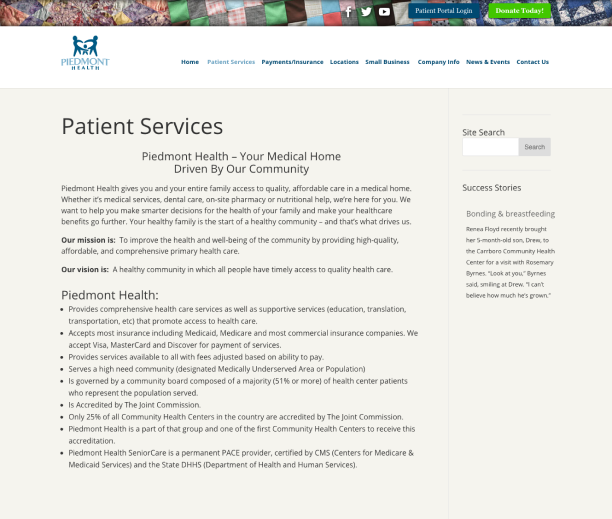 Patient Portal Login
Donate Today!
PIEDMONT
HEALTH
Home Patient Services Payments/Insurance Locations Small Business Company Info News & Events Contact Us
Patient Services
Piedmont Health – Your Medical Home
Driven By Our Community
Piedmont Health gives you and your entire family access to quality, affordable care in a medical home.
Whether it's medical services, dental care, on-site pharmacy or nutritional help, we're here for you. We
want to help you make smarter decisions for the health of your family and make your healthcare
benefits go further. Your healthy family is the start of a healthy community – and that's what drives us.
Our mission is: To improve the health and well-being of the community by providing high-quality,
affordable, and comprehensive primary health care.
Our vision is: A healthy community in which all people have timely access to quality health care.
Piedmont Health:
• Provides comprehensive health care services as well as supportive services (education, translation,
transportation, etc) that promote access to health care.
• Accepts most insurance including Medicaid, Medicare and most commercial insurance companies. We
accept Visa, MasterCard and Discover for payment of services.
• Provides services available to all with fees adjusted based on ability to pay.
• Serves a high need community (designated Medically Underserved Area or Population)
• Is governed by a community board composed of a majority (51% or more) of health center patients
who represent the population served.
• Is Accredited by The Joint Commission.
• Only 25% of all Community Health Centers in the country are accredited by The Joint Commission.
• Piedmont Health is a part of that group and one of the first Community Health Centers to receive this
accreditation.
• Piedmont Health SeniorCare is a permanent PACE provider, certified by CMS (Centers for Medicare &
Medicaid Services) and the State DHHS (Department of Health and Human Services).
Site Search
Search
Success Stories
Bonding & breastfeeding
Renea Floyd recently brought
her 5-month-old son, Drew, to
the Carrboro Community Health
Center for a visit with Rosemary
Byrnes. "Look at you," Byrnes
said, smiling at Drew. "I can't
believe how much he's grown."